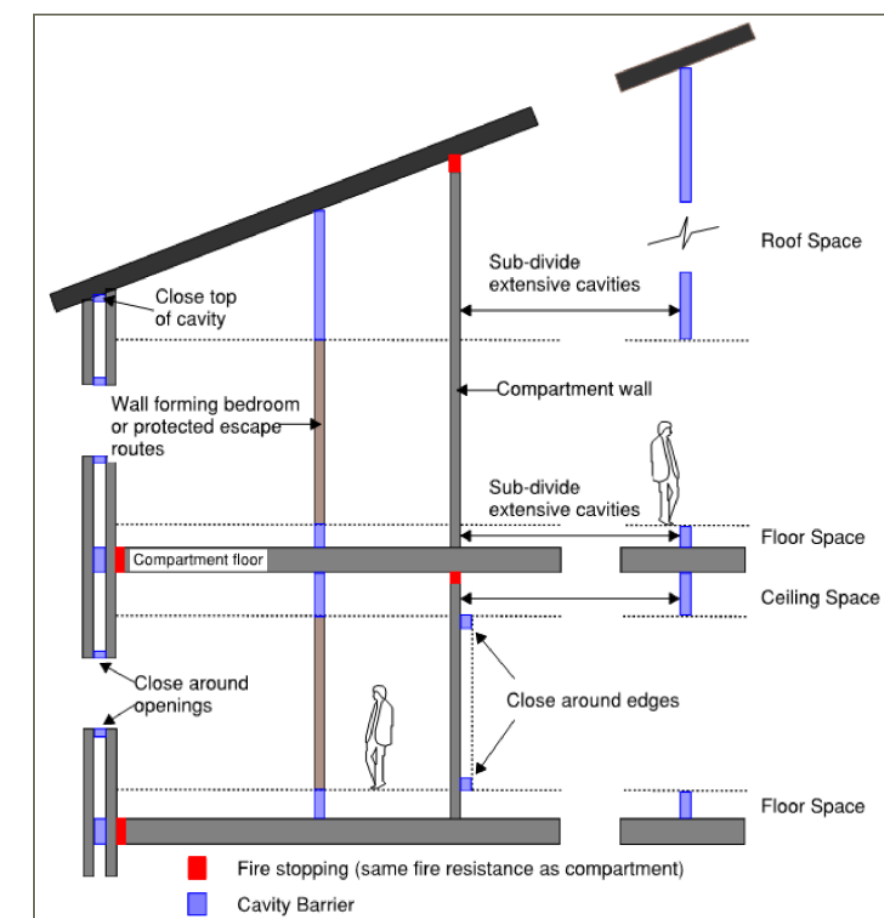 Roof Space
Sub-divide
extensive cavities
Close top
of cavity
Compartment wall
Wall forming bedroom
or protected escape
routes
Sub-divide
extensive cavities
Floor Space
Compartment floor
Ceiling Space
Close around
openings
Close around edges
Floor Space
Fire stopping (same fire resistance as compartment)
Cavity Barrier